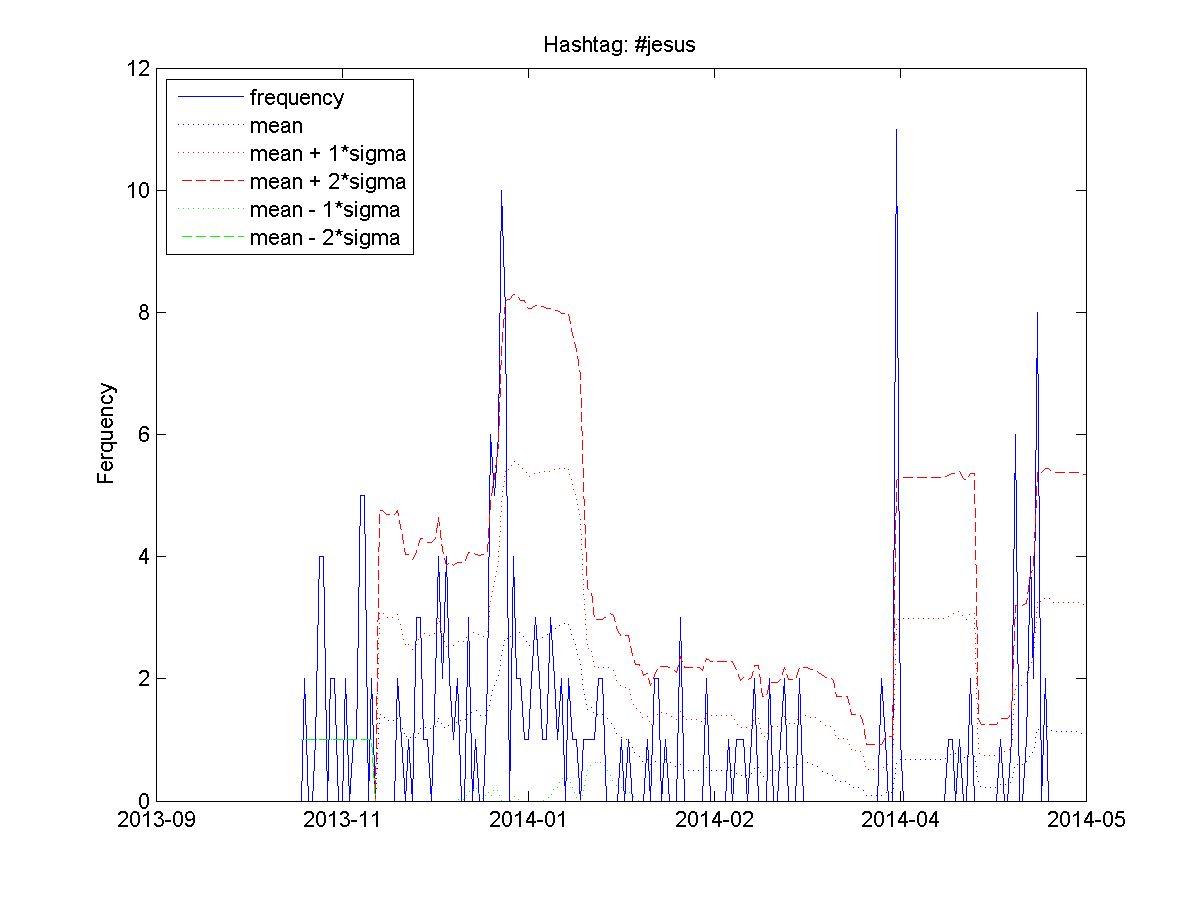 Hashtag: #jesus
12
10
8
6
4
2
0
Ferquency
frequency
mean
mean + 1*sigma
mean + 2*sigma
mean - 1*sigma
mean - 2*sigma
2013-09
2013-11
2014-01
2014-02
2014-04
2014-05